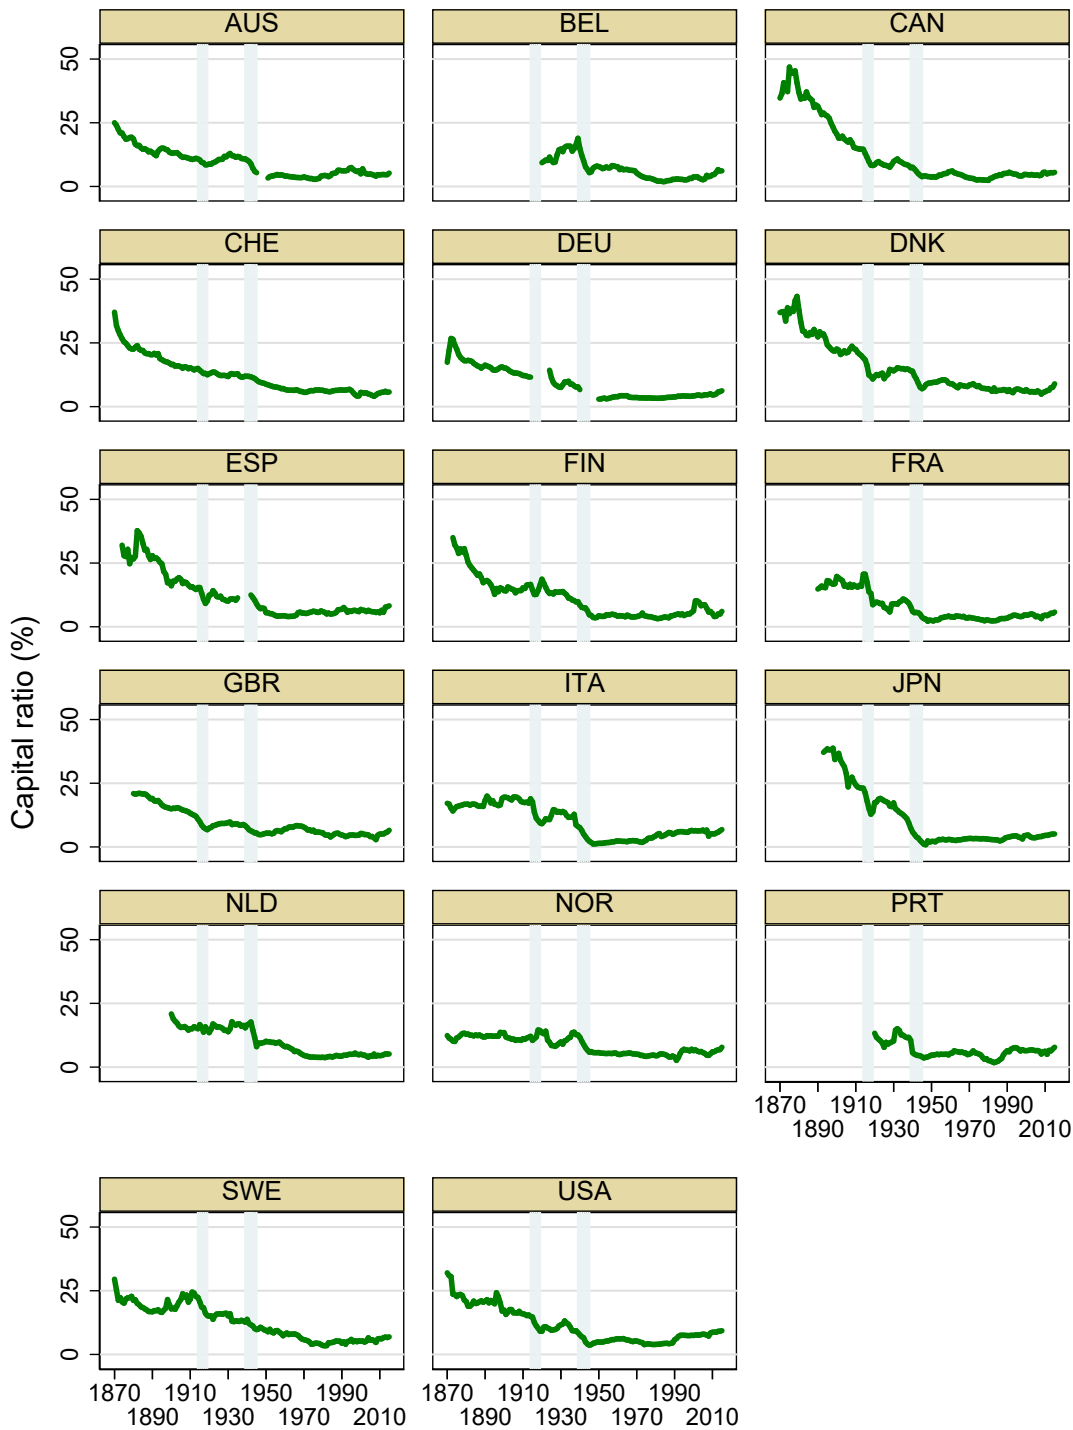 AUS BEL CAN
50
25
0
CHE DEU DNK
50
25
0
ESP FIN FRA
50
25
0
Capital ratio (%)
GBR ITA JPN
50
25
0
NLD NOR PRT
50
25
0
1870 1910 1950 1990
1890 1930 1970 2010
SWE USA
50
25
0
1870 1910 1950 1990 1870 1910 1950 1990
1890 1930 1970 2010 1890 1930 1970 2010